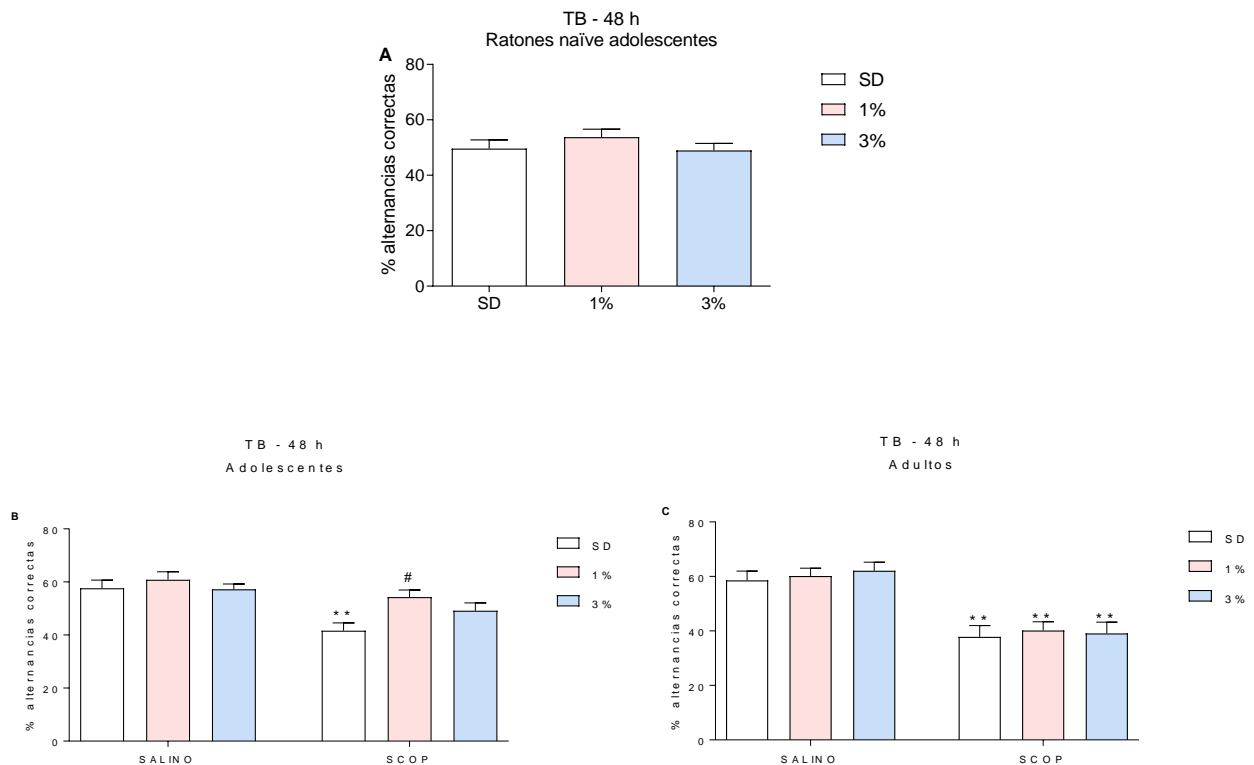 TB - 48 h
Ratones naïve adolescentes
A
% alternancias correctas
80
60
40
20
0
SD
1%
3%
SD
1%
3%
TB - 48 h
Adolescentes
B
% alternancias correctas
80
60
40
20
0
**
#
SALINO
SCOP
SD
1%
3%
TB - 48 h
Adultos
C
% alternancias correctas
80
60
40
20
0
**
**
**
SALINO
SCOP
SD
1%
3%